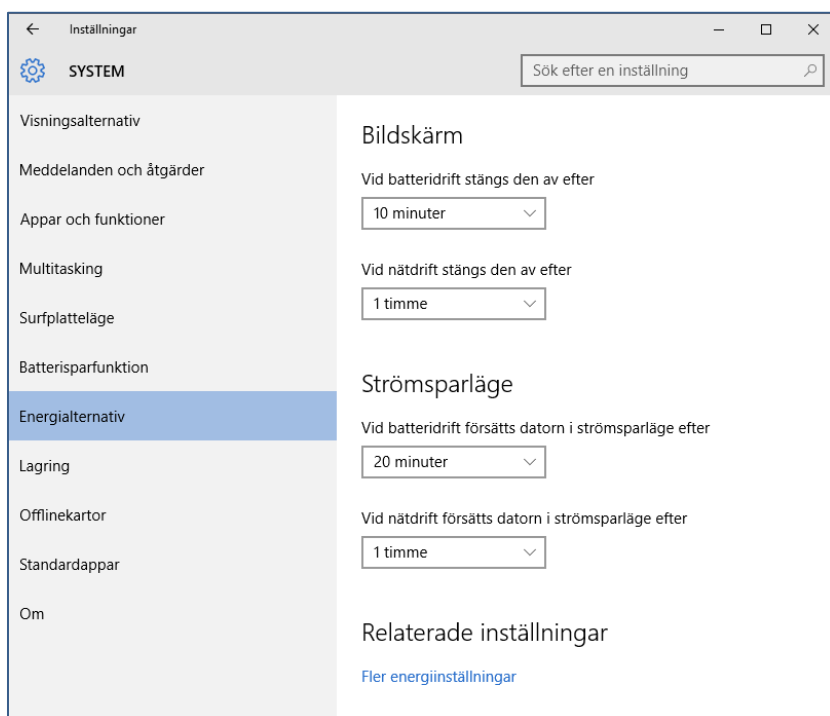 Inställningar
SYSTEM
Sök efter en inställning
Visningsalternativ
Meddelanden och åtgärder
Appar och funktioner
Multitasking
Surfplatteläge
Batterisparfunktion
Energialternativ
Lagring
Offlinekartor
Standardappar
Om
Bildskärm
Vid batteridrift stängs den av efter
10 minuter
Vid nätdrift stängs den av efter
1 timme
Strömsparläge
Vid batteridrift försätts datorn i strömsparläge efter
20 minuter
Vid nätdrift försätts datorn i strömsparläge efter
1 timme
Relaterade inställningar
Fler energiinställningar